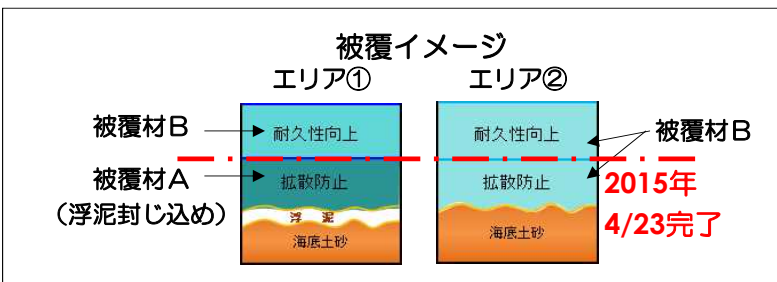 被覆イメージ
エリア①
エリア②
被覆材B
耐久性向上
耐久性向上
被覆材B
被覆材A
(浮泥封じ込め)
拡散防止
拡散防止
2015年
4/23完了
浮 泥
海底土砂
海底土砂